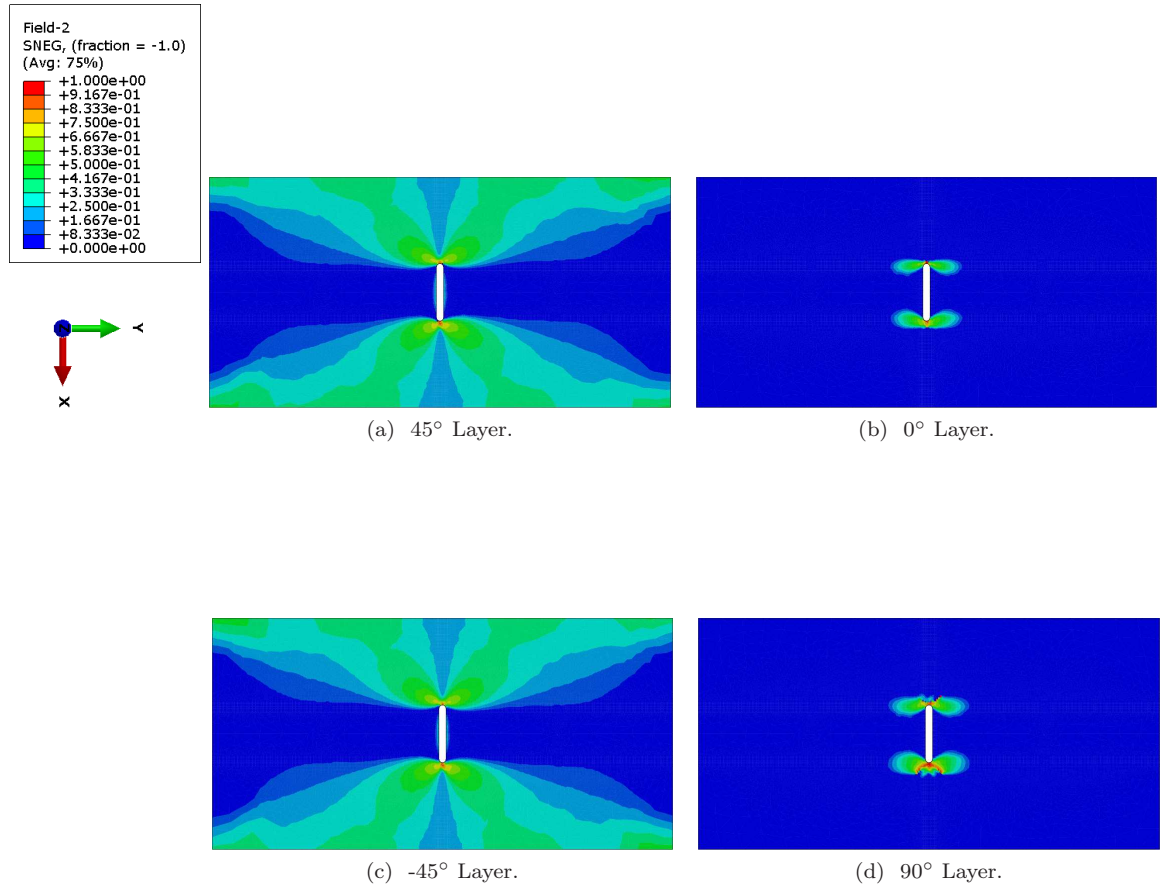 Field-2
SNEG, (fraction = -1.0)
(Avg: 75%)
+1.000e+00
+9.167e-01
+8.333e-01
+7.500e-01
+6.667e-01
+5.833e-01
+5.000e-01
+4.167e-01
+3.333e-01
+2.500e-01
+1.667e-01
+8.333e-02
+0.000e+00
Z
Y
X
(a) 45° Layer.
(b) 0° Layer.
(c) -45° Layer.
(d) 90° Layer.